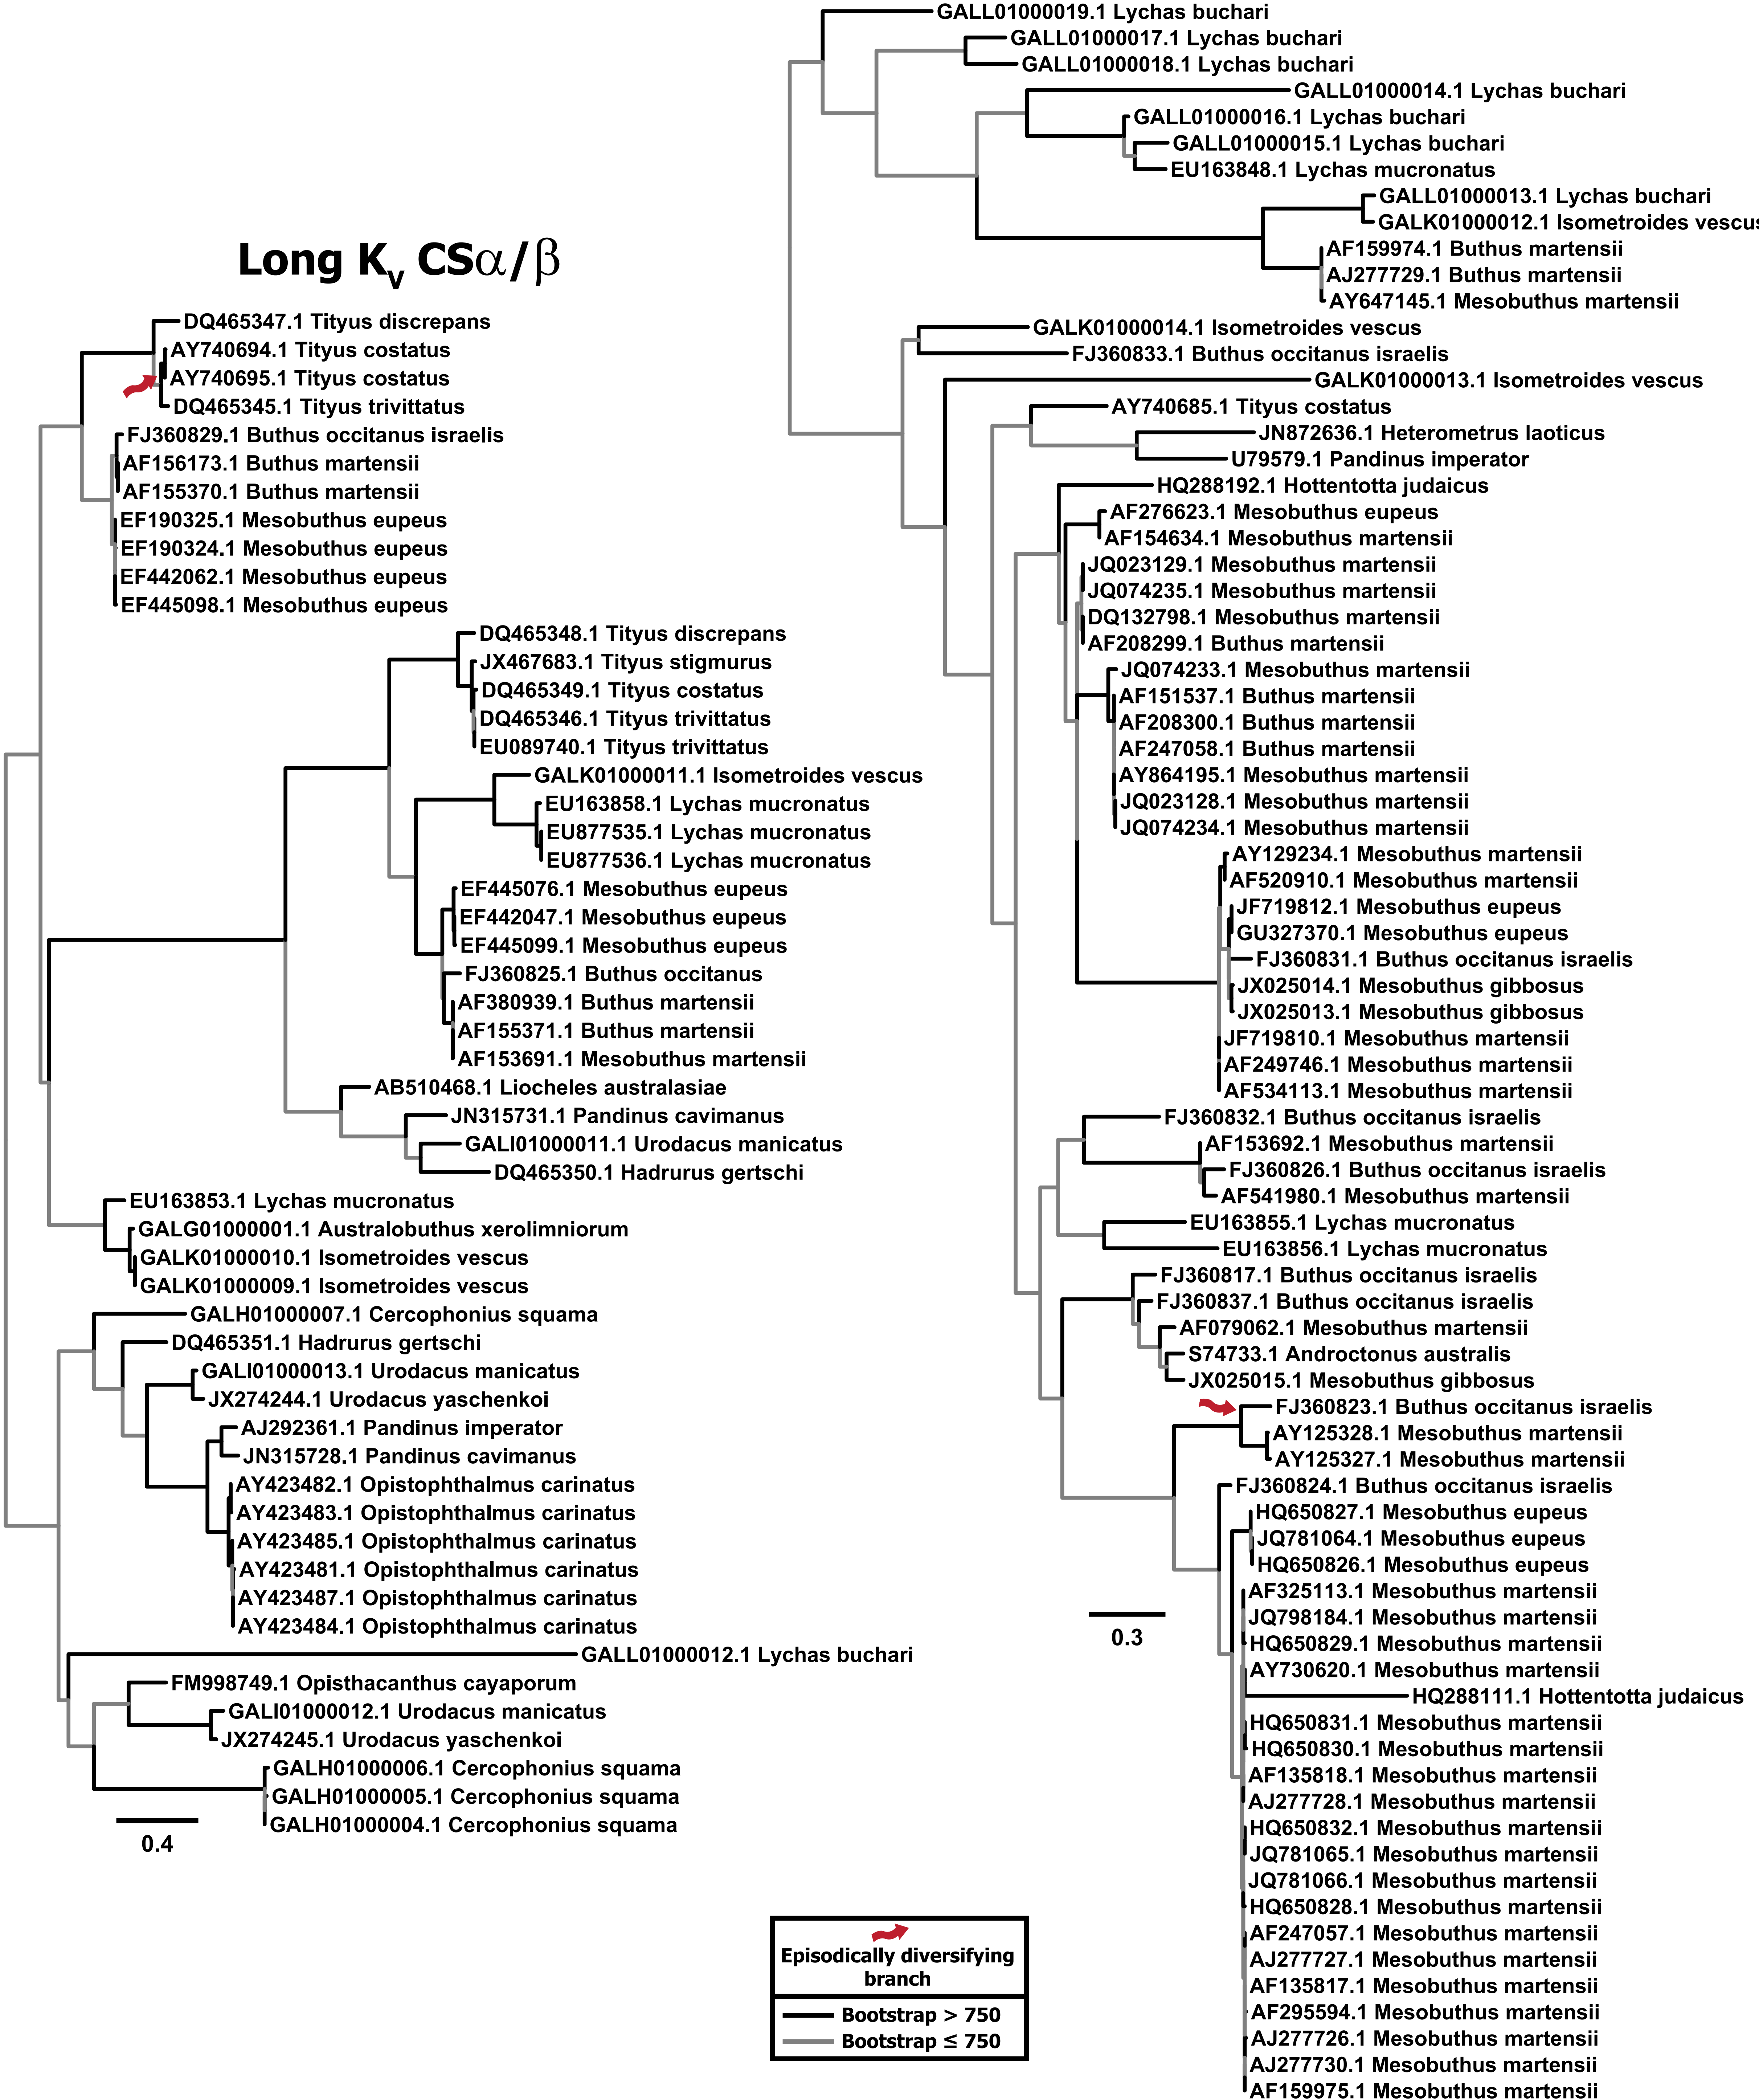 Long Kv CSα/β
DQ465347.1 Tityus discrepans
AY740694.1 Tityus costatus
AY740695.1 Tityus costatus
DQ465345.1 Tityus trivittatus
FJ360829.1 Buthus occitanus israelis
AF156173.1 Buthus martensii
AF155370.1 Buthus martensii
EF190325.1 Mesobuthus eupeus
EF190324.1 Mesobuthus eupeus
EF442062.1 Mesobuthus eupeus
EF445098.1 Mesobuthus eupeus
DQ465348.1 Tityus discrepans
JX467683.1 Tityus stigmurus
DQ465349.1 Tityus costatus
DQ465346.1 Tityus trivittatus
EU089740.1 Tityus trivittatus
GALK01000011.1 Isometroides vescus
EU163858.1 Lychas mucronatus
EU877535.1 Lychas mucronatus
EU877536.1 Lychas mucronatus
EF445076.1 Mesobuthus eupeus
EF442047.1 Mesobuthus eupeus
EF445099.1 Mesobuthus eupeus
FJ360825.1 Buthus occitanus
AF380939.1 Buthus martensii
AF155371.1 Buthus martensii
AF153691.1 Mesobuthus martensii
AB510468.1 Liocheles australasiae
JN315731.1 Pandinus cavimanus
GALI01000011.1 Urodacus manicatus
DQ465350.1 Hadrurus gertschi
EU163853.1 Lychas mucronatus
GALG01000001.1 Australobuthus xerolimniorum
GALK01000010.1 Isometroides vescus
GALK01000009.1 Isometroides vescus
GALH01000007.1 Cercophonius squama
DQ465351.1 Hadrurus gertschi
GALI01000013.1 Urodacus manicatus
JX274244.1 Urodacus yaschenkoi
AJ292361.1 Pandinus imperator
JN315728.1 Pandinus cavimanus
AY423482.1 Opistophthalmus carinatus
AY423483.1 Opistophthalmus carinatus
AY423485.1 Opistophthalmus carinatus
AY423481.1 Opistophthalmus carinatus
AY423487.1 Opistophthalmus carinatus
AY423484.1 Opistophthalmus carinatus
GALL01000012.1 Lychas buchari
FM998749.1 Opisthacanthus cayaporum
GALI01000012.1 Urodacus manicatus
JX274245.1 Urodacus yaschenkoi
GALH01000006.1 Cercophonius squama
GALH01000005.1 Cercophonius squama
GALH01000004.1 Cercophonius squama
0.4
GALL01000019.1 Lychas buchari
GALL01000017.1 Lychas buchari
GALL01000018.1 Lychas buchari
GALL01000014.1 Lychas buchari
GALL01000016.1 Lychas buchari
GALL01000015.1 Lychas buchari
EU163848.1 Lychas mucronatus
GALL01000013.1 Lychas buchari
GALK01000012.1 Isometroides vescus
AF159974.1 Buthus martensii
AJ277729.1 Buthus martensii
AY647145.1 Mesobuthus martensii
GALK01000014.1 Isometroides vescus
FJ360833.1 Buthus occitanus israelis
GALK01000013.1 Isometroides vescus
AY740685.1 Tityus costatus
JN872636.1 Heterometrus laoticus
U79579.1 Pandinus imperator
HQ288192.1 Hottentotta judaicus
AF276623.1 Mesobuthus eupeus
AF154634.1 Mesobuthus martensii
JQ023129.1 Mesobuthus martensii
JQ074235.1 Mesobuthus martensii
DQ132798.1 Mesobuthus martensii
AF208299.1 Buthus martensii
JQ074233.1 Mesobuthus martensii
AF151537.1 Buthus martensii
AF208300.1 Buthus martensii
AF247058.1 Buthus martensii
AY864195.1 Mesobuthus martensii
JQ023128.1 Mesobuthus martensii
JQ074234.1 Mesobuthus martensii
AY129234.1 Mesobuthus martensii
AF520910.1 Mesobuthus martensii
JF719812.1 Mesobuthus eupeus
GU327370.1 Mesobuthus eupeus
FJ360831.1 Buthus occitanus israelis
JX025014.1 Mesobuthus gibbosus
JX025013.1 Mesobuthus gibbosus
JF719810.1 Mesobuthus martensii
AF249746.1 Mesobuthus martensii
AF534113.1 Mesobuthus martensii
FJ360832.1 Buthus occitanus israelis
AF153692.1 Mesobuthus martensii
FJ360826.1 Buthus occitanus israelis
AF541980.1 Mesobuthus martensii
EU163855.1 Lychas mucronatus
EU163856.1 Lychas mucronatus
FJ360817.1 Buthus occitanus israelis
FJ360837.1 Buthus occitanus israelis
AF079062.1 Mesobuthus martensii
S74733.1 Androctonus australis
JX025015.1 Mesobuthus gibbosus
FJ360823.1 Buthus occitanus israelis
AY125328.1 Mesobuthus martensii
AY125327.1 Mesobuthus martensii
FJ360824.1 Buthus occitanus israelis
HQ650827.1 Mesobuthus eupeus
JQ781064.1 Mesobuthus eupeus
HQ650826.1 Mesobuthus eupeus
AF325113.1 Mesobuthus martensii
JQ798184.1 Mesobuthus martensii
HQ650829.1 Mesobuthus martensii
AY730620.1 Mesobuthus martensii
HQ288111.1 Hottentotta judaicus
HQ650831.1 Mesobuthus martensii
HQ650830.1 Mesobuthus martensii
AF135818.1 Mesobuthus martensii
AJ277728.1 Mesobuthus martensii
HQ650832.1 Mesobuthus martensii
JQ781065.1 Mesobuthus martensii
JQ781066.1 Mesobuthus martensii
HQ650828.1 Mesobuthus martensii
AF247057.1 Mesobuthus martensii
AJ277727.1 Mesobuthus martensii
AF135817.1 Mesobuthus martensii
AF295594.1 Mesobuthus martensii
AJ277726.1 Mesobuthus martensii
AJ277730.1 Mesobuthus martensii
AF159975.1 Mesobuthus martensii
0.3
Episodically diversifying
branch
Bootstrap > 750
Bootstrap ≤ 750